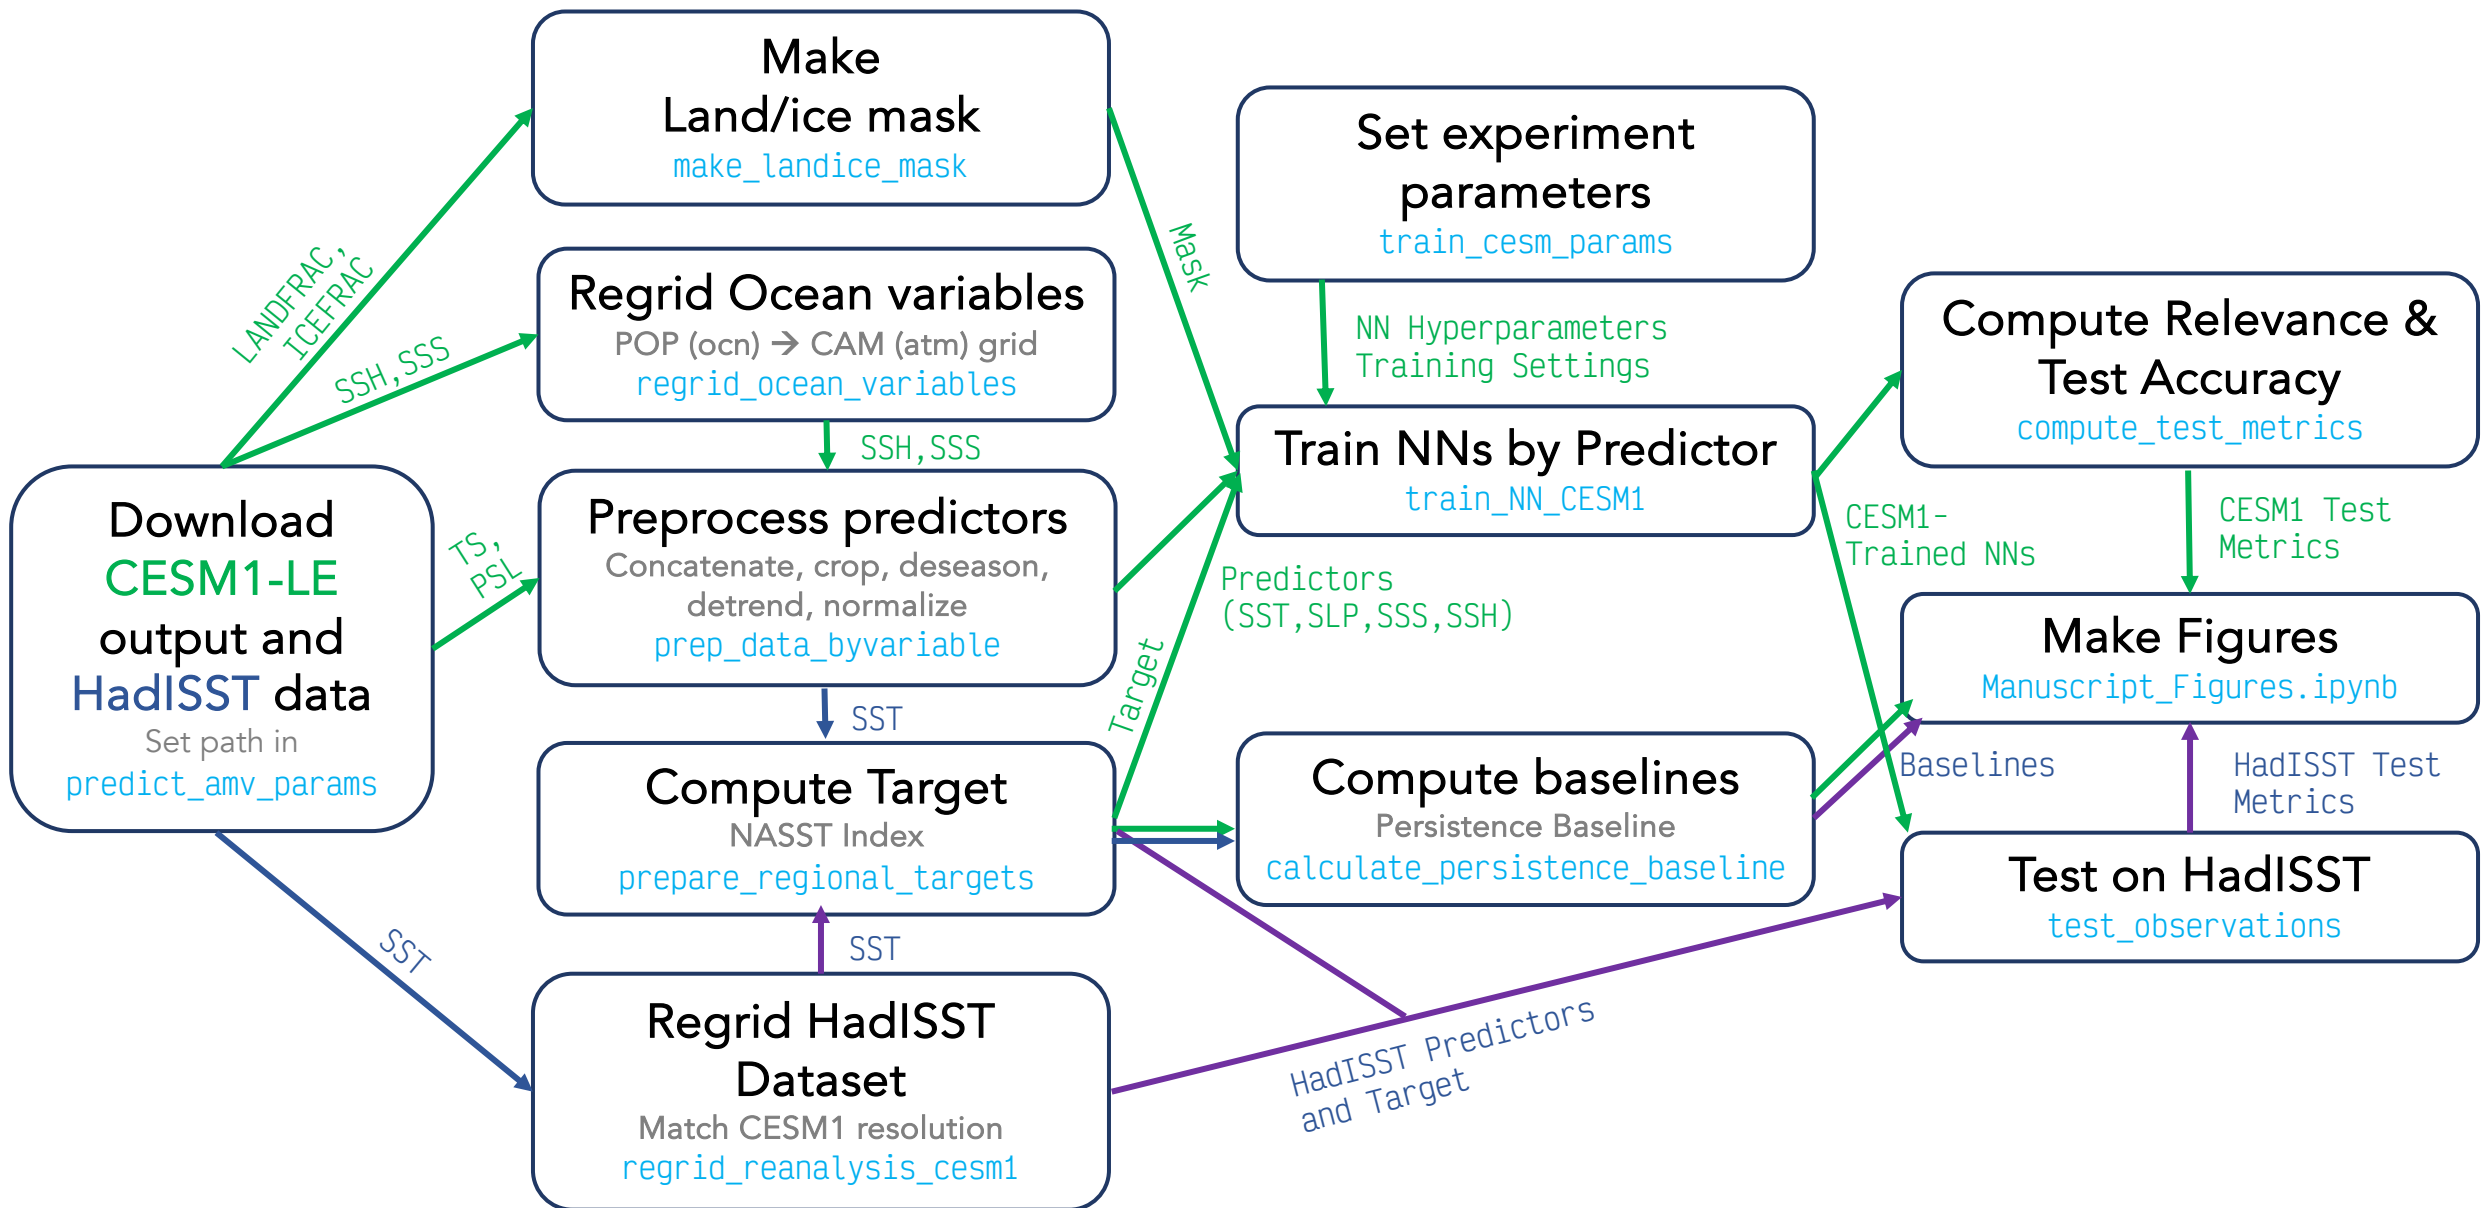 Make
Land/ice mask
make_landice_mask
Set experiment
parameters
train_cesm_params
LANDFRAC,
ICEFRAC
Mask
Regrid Ocean variables
POP (ocn) → CAM (atm) grid
regrid_ocean_variables
SSH,SSS
NN Hyperparameters
Training Settings
Compute Relevance &
Test Accuracy
compute_test_metrics
SSH,SSS
Train NNs by Predictor
train_NN_CESM1
Download
CESM1-LE
output and
HadISST data
Set path in
predict_amv_params
TS,
PSL
Preprocess predictors
Concatenate, crop, deseason,
detrend, normalize
prep_data_byvariable
CESM1-
Trained NNs
CESM1 Test
Metrics
Predictors
(SST,SLP,SSS,SSH)
Target
Make Figures
Manuscript_Figures.ipynb
SST
Compute Target
NASST Index
prepare_regional_targets
Compute baselines
Persistence Baseline
calculate_persistence_baseline
Baselines
HadISST Test
Metrics
Test on HadISST
test_observations
SST
SST
Regrid HadISST
Dataset
Match CESM1 resolution
regrid_reanalysis_cesm1
HadISST Predictors
and Target